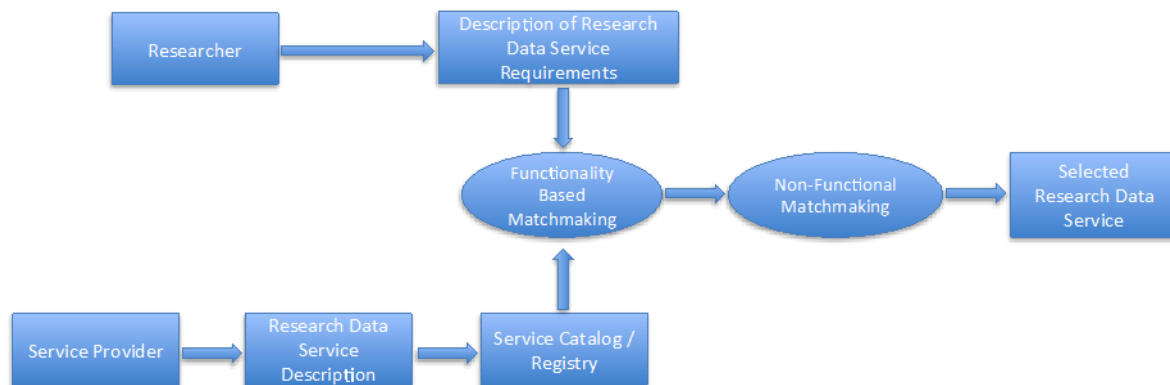 Researcher
Description of Research
Data Service
Requirements
Functionality
Based
Matchmaking
Non-Functional
Matchmaking
Selected
Research Data
Service
Service Provider
Research Data
Service
Description
Service Catalog /
Registry